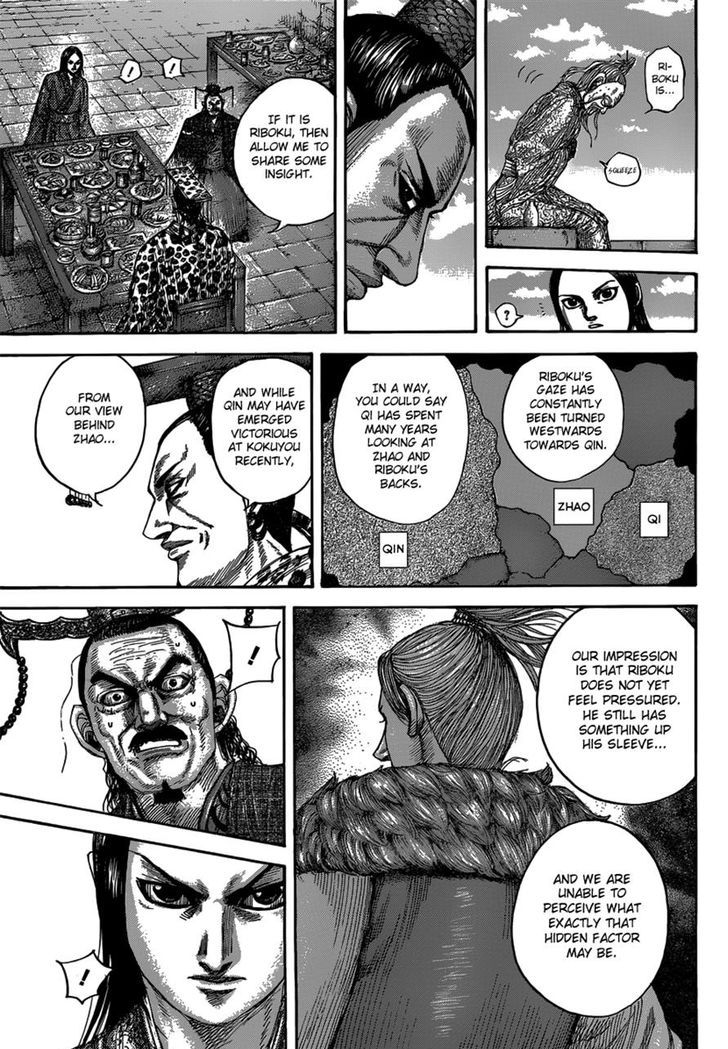 RI-
BOKU
IS...
SQUEEZE
?
IF IT IS
RIBOKU, THEN
ALLOW ME TO
SHARE SOME
INSIGHT.
!
!
RIBOKU'S
GAZE HAS
CONSTANTLY
BEEN TURNED
WESTWARDS
TOWARDS QIN.
IN A WAY,
YOU COULD SAY
QI HAS SPENT
MANY YEARS
LOOKING AT
ZHAO AND
RIBOKU'S
BACKS.
QI
ZHAO
QIN
AND WHILE
QIN MAY HAVE
EMERGED
VICTORIOUS
AT KOKUYOU
RECENTLY,
FROM
OUR VIEW
BEHIND
ZHAO...
OUR IMPRESSION
IS THAT RIBOKU
DOES NOT YET
FEEL PRESSURED.
HE STILL HAS
SOMETHING UP
HIS SLEEVE...
AND WE ARE
UNABLE TO
PERCEIVE WHAT
EXACTLY THAT
HIDDEN FACTOR
MAY BE.
!
!